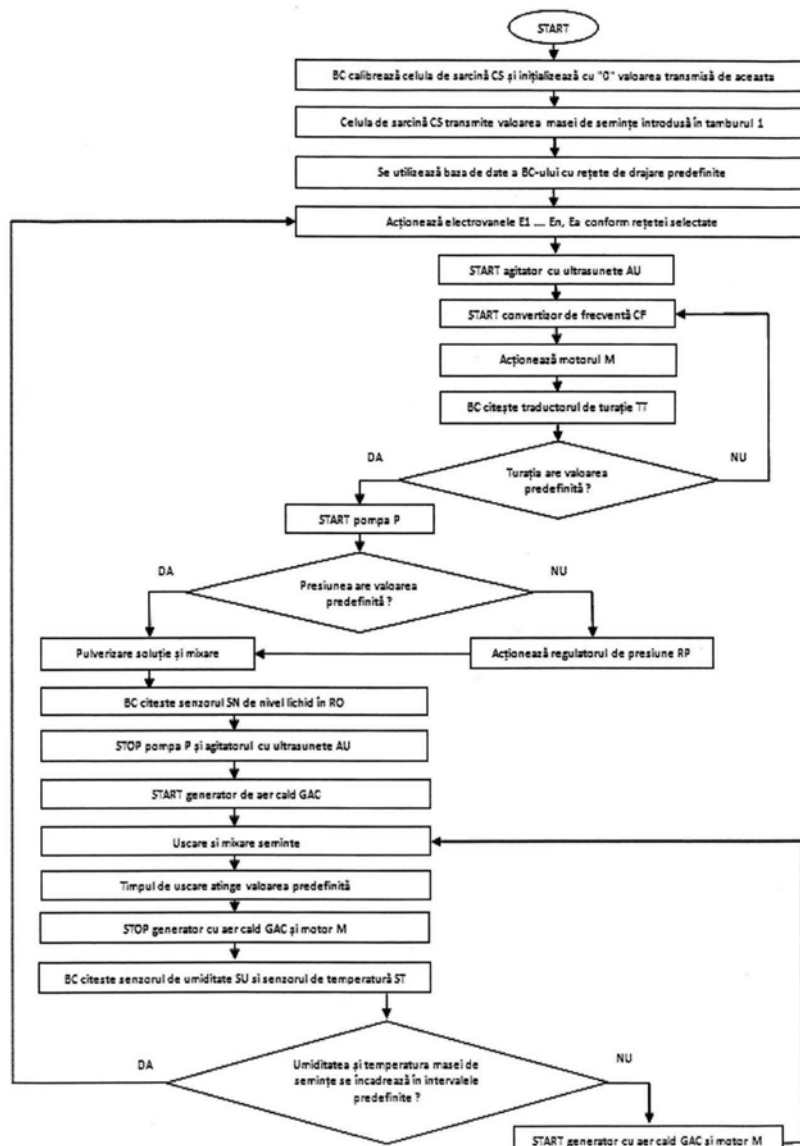 START
BC calibrează celula de sarcină CS și inițializează cu "0" valoarea transmisă de aceasta
Celula de sarcină CS transmite valoarea masei de semințe introdusă în tamburul 1
Se utilizează baza de date a BC-ului cu rețete de drajare predefinite
Acționează electrovanele E1 .... En, Ea conform rețetei selectate
START agitator cu ultrasunete AU
START convertizor de frecventă CF
Acționează motorul M
BC citește traductorul de turație TT
DA
Turația are valoarea
predefinită ?
NU
START pompa P
DA
Presiunea are valoarea
predefinită ?
NU
Pulverizare soluție și mixare
Acționează regulatorul de presiune RP
BC citeste senzorul SN de nivel lichid în RO
STOP pompa P și agitatorul cu ultrasunete AU
START generator de aer cald GAC
Uscare si mixare seminte
Timpul de uscare atinge valoarea predefinită
STOP generator cu aer cald GAC și motor M
BC citeste senzorul de umiditate SU si senzorul de temperatură ST
DA
Umiditatea și temperatura masei de
semințe se încadrează în intervalele
predefinite ?
NU
START generator cu aer cald GAC si motor M